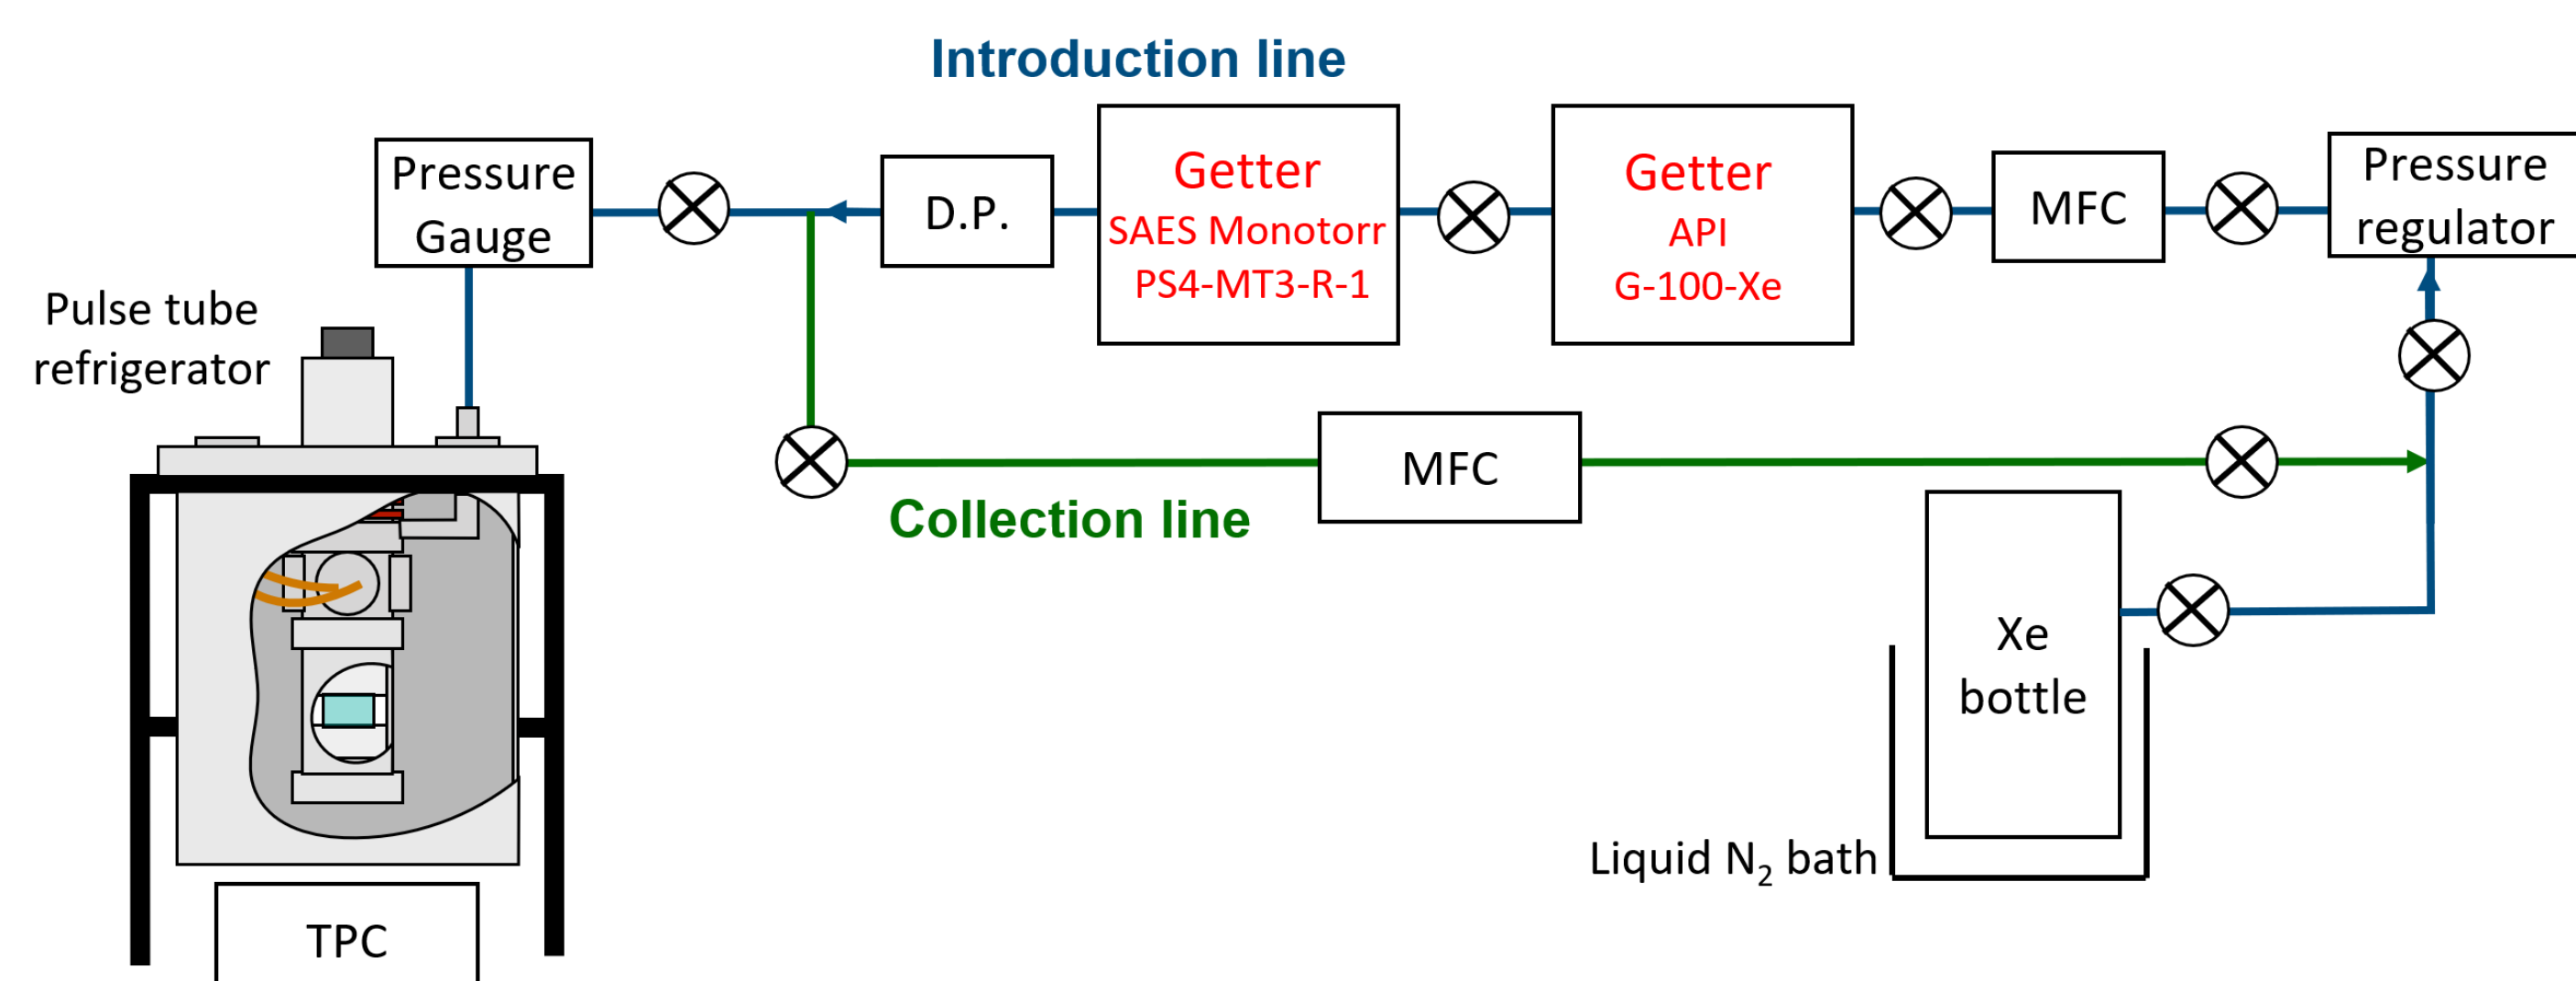 Introduction line
Pressure
Gauge
D.P.
Getter
SAES Monotorr
PS4-MT3-R-1
Getter
API
G-100-Xe
MFC
Pressure
regulator
Pulse tube
refrigerator
MFC
Collection line
Xe
bottle
Liquid N₂ bath
TPC